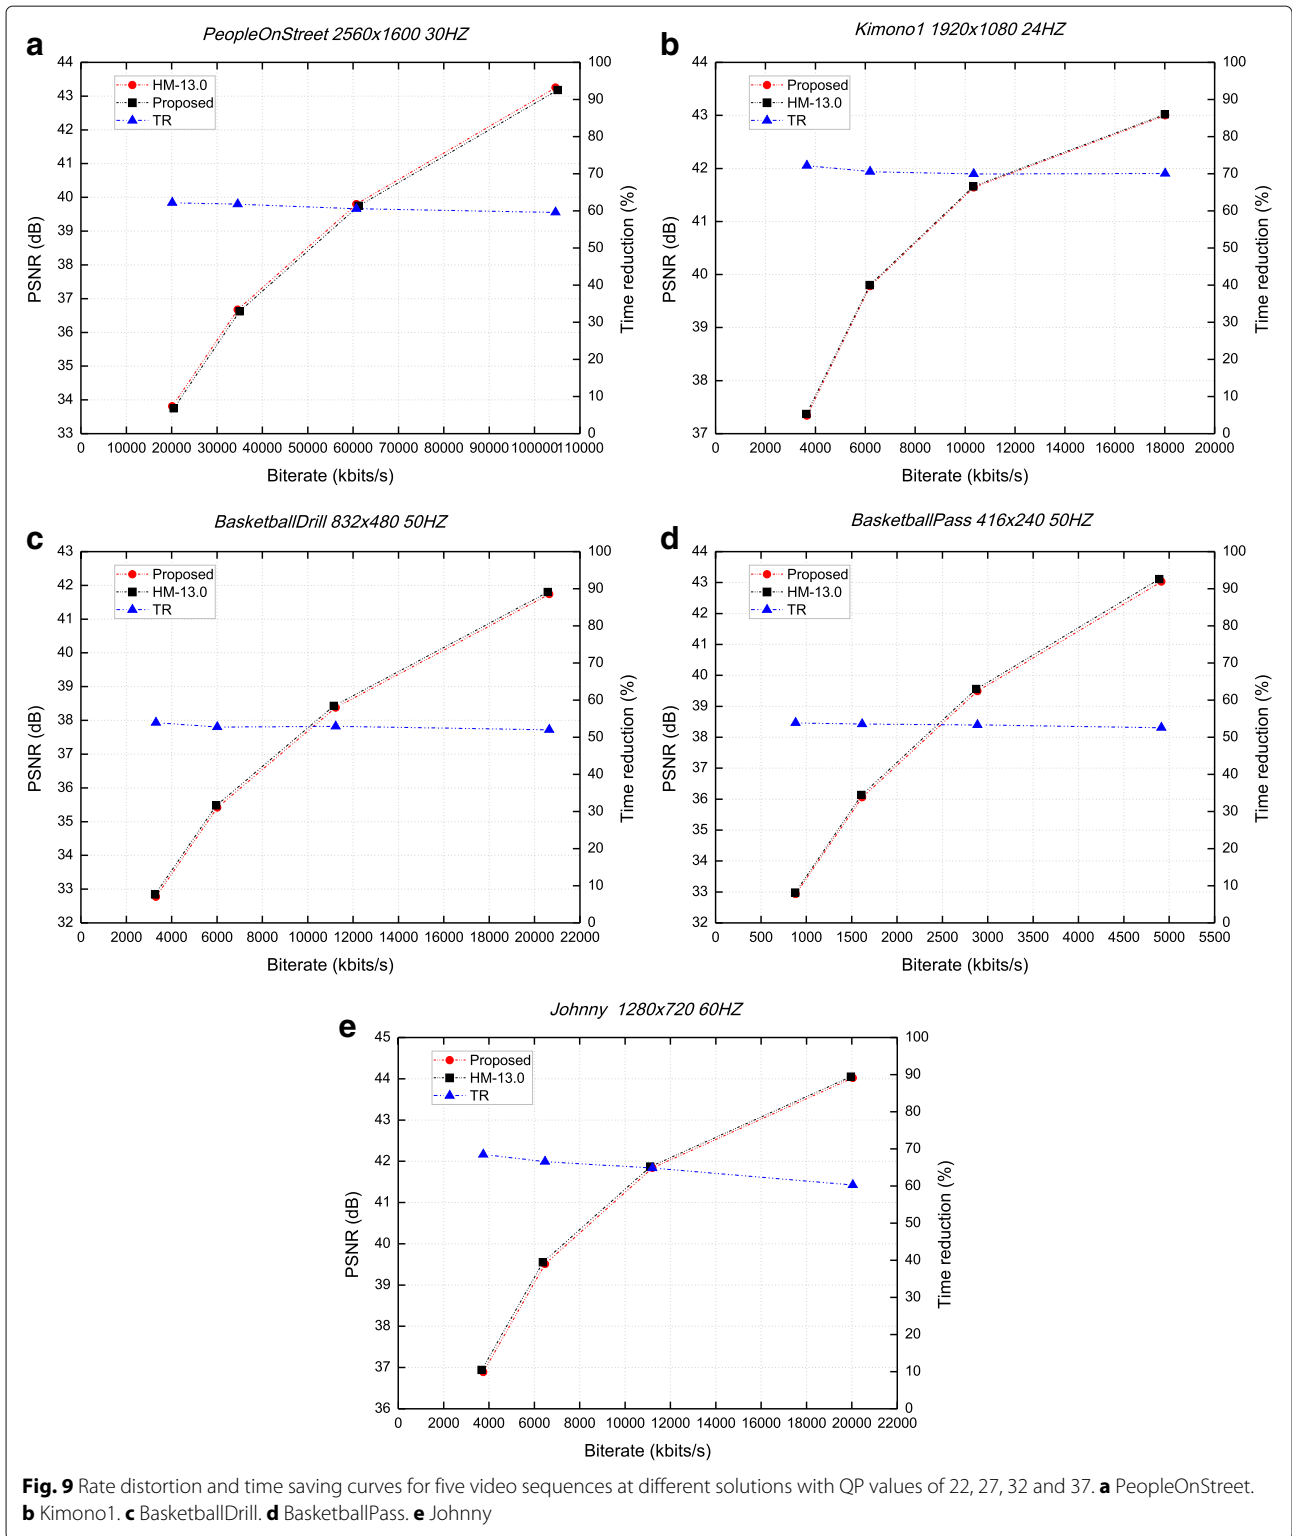 a
PeopleOnStreet 2560x1600 30HZ
HM-13.0
Proposed
TR
44
43
42
41
40
39
38
37
36
35
34
33
PSNR (dB)
100
90
80
70
60
50
40
30
20
10
0
Time reduction (%)
0 10000 20000 30000 40000 50000 60000 70000 80000 90000 100000 110000
Biterate (kbits/s)
b
Kimono1 1920x1080 24HZ
Proposed
HM-13.0
TR
44
43
42
41
40
39
38
37
PSNR (dB)
100
90
80
70
60
50
40
30
20
10
0
Time reduction (%)
0 2000 4000 6000 8000 10000 12000 14000 16000 18000 20000
Biterate (kbits/s)
c
BasketballDrill 832x480 50HZ
Proposed
HM-13.0
TR
43
42
41
40
39
38
37
36
35
34
33
32
PSNR (dB)
100
90
80
70
60
50
40
30
20
10
0
Time reduction (%)
0 2000 4000 6000 8000 10000 12000 14000 16000 18000 20000 22000
Biterate (kbits/s)
d
BasketballPass 416x240 50HZ
Proposed
HM-13.0
TR
44
43
42
41
40
39
38
37
36
35
34
33
32
PSNR (dB)
100
90
80
70
60
50
40
30
20
10
0
Time reduction (%)
0 500 1000 1500 2000 2500 3000 3500 4000 4500 5000 5500
Biterate (kbits/s)
e
Johnny 1280x720 60HZ
Proposed
HM-13.0
TR
45
44
43
42
41
40
39
38
37
36
PSNR (dB)
100
90
80
70
60
50
40
30
20
10
0
Time reduction (%)
0 2000 4000 6000 8000 10000 12000 14000 16000 18000 20000 22000
Biterate (kbits/s)
Fig. 9 Rate distortion and time saving curves for five video sequences at different solutions with QP values of 22, 27, 32 and 37. a PeopleOnStreet.
b Kimono1. c BasketballDrill. d BasketballPass. e Johnny